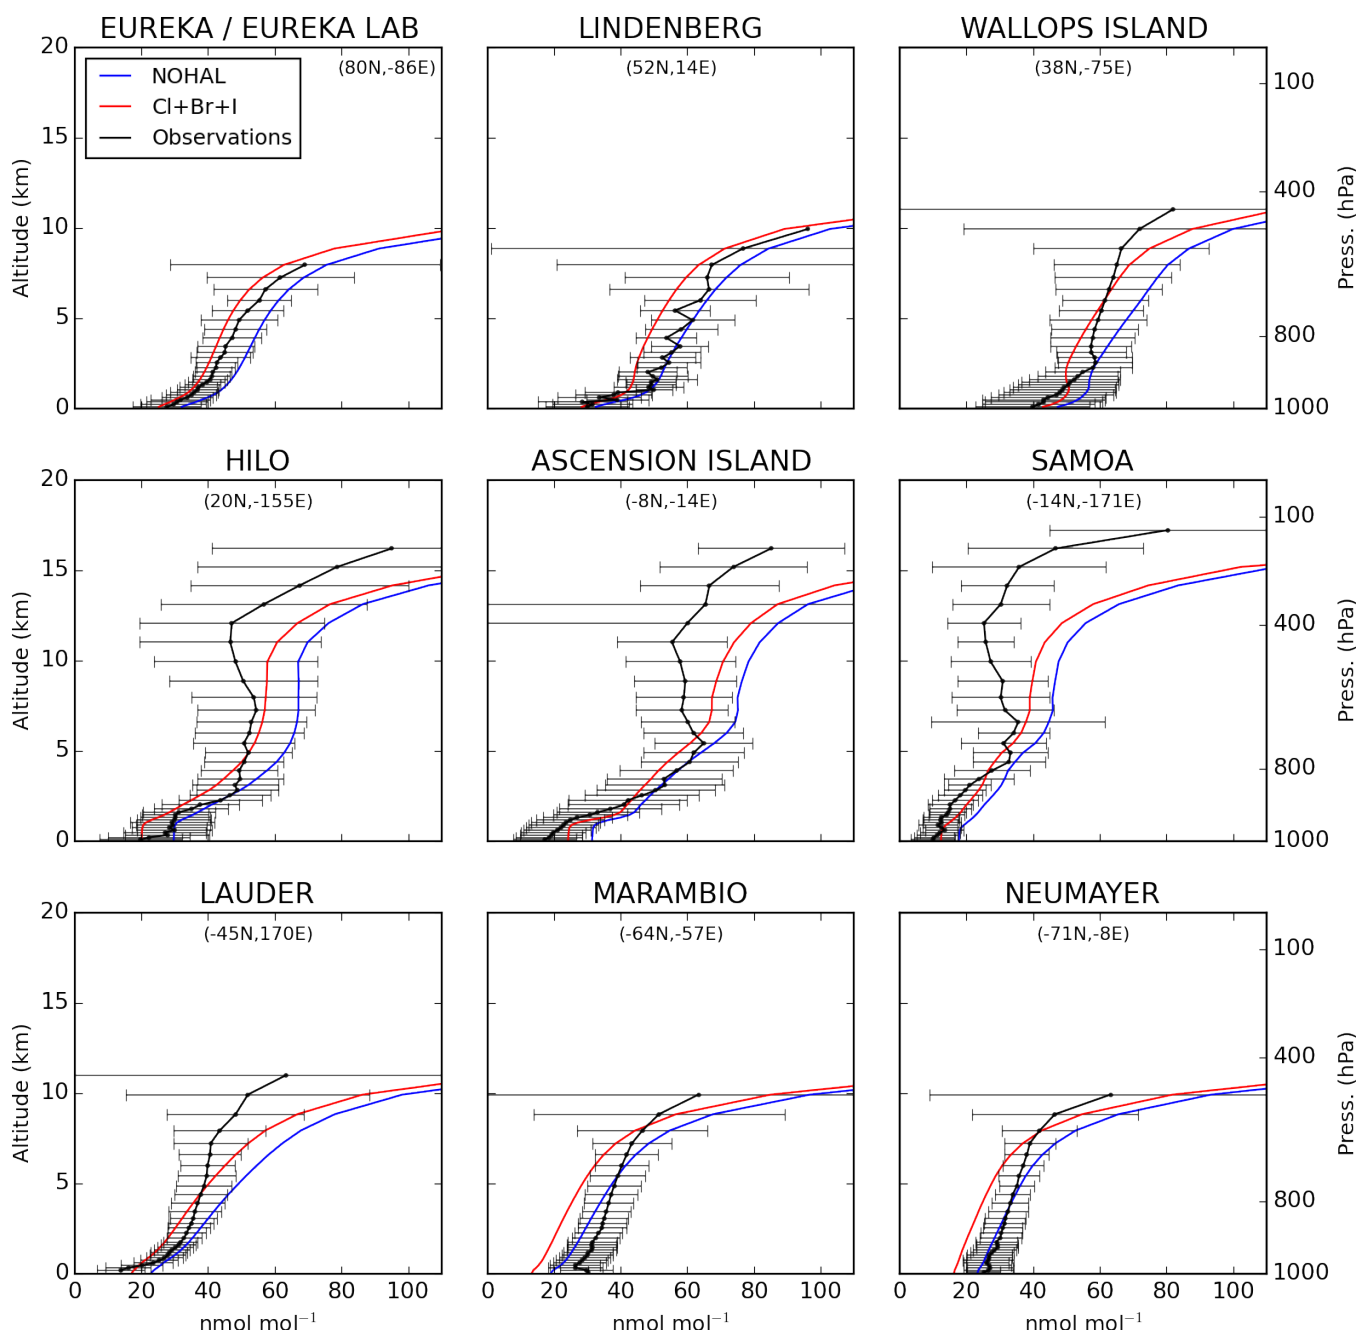 EUREKA / EUREKA LAB
LINDENBERG
WALLOPS ISLAND
(80N,-86E)
(52N,14E)
(38N,-75E)
NOHAL
Cl+Br+I
Observations
20
15
10
5
0
Altitude (km)
100
400
800
1000
Press. (hPa)
HILO
ASCENSION ISLAND
SAMOA
(20N,-155E)
(-8N,-14E)
(-14N,-171E)
20
15
10
5
0
Altitude (km)
100
400
800
1000
Press. (hPa)
LAUDER
MARAMBIO
NEUMAYER
(-45N,170E)
(-64N,-57E)
(-71N,-8E)
20
15
10
5
0
Altitude (km)
100
400
800
1000
Press. (hPa)
0 20 40 60 80 100
0 20 40 60 80 100
0 20 40 60 80 100
nmol mol⁻¹
nmol mol⁻¹
nmol mol⁻¹